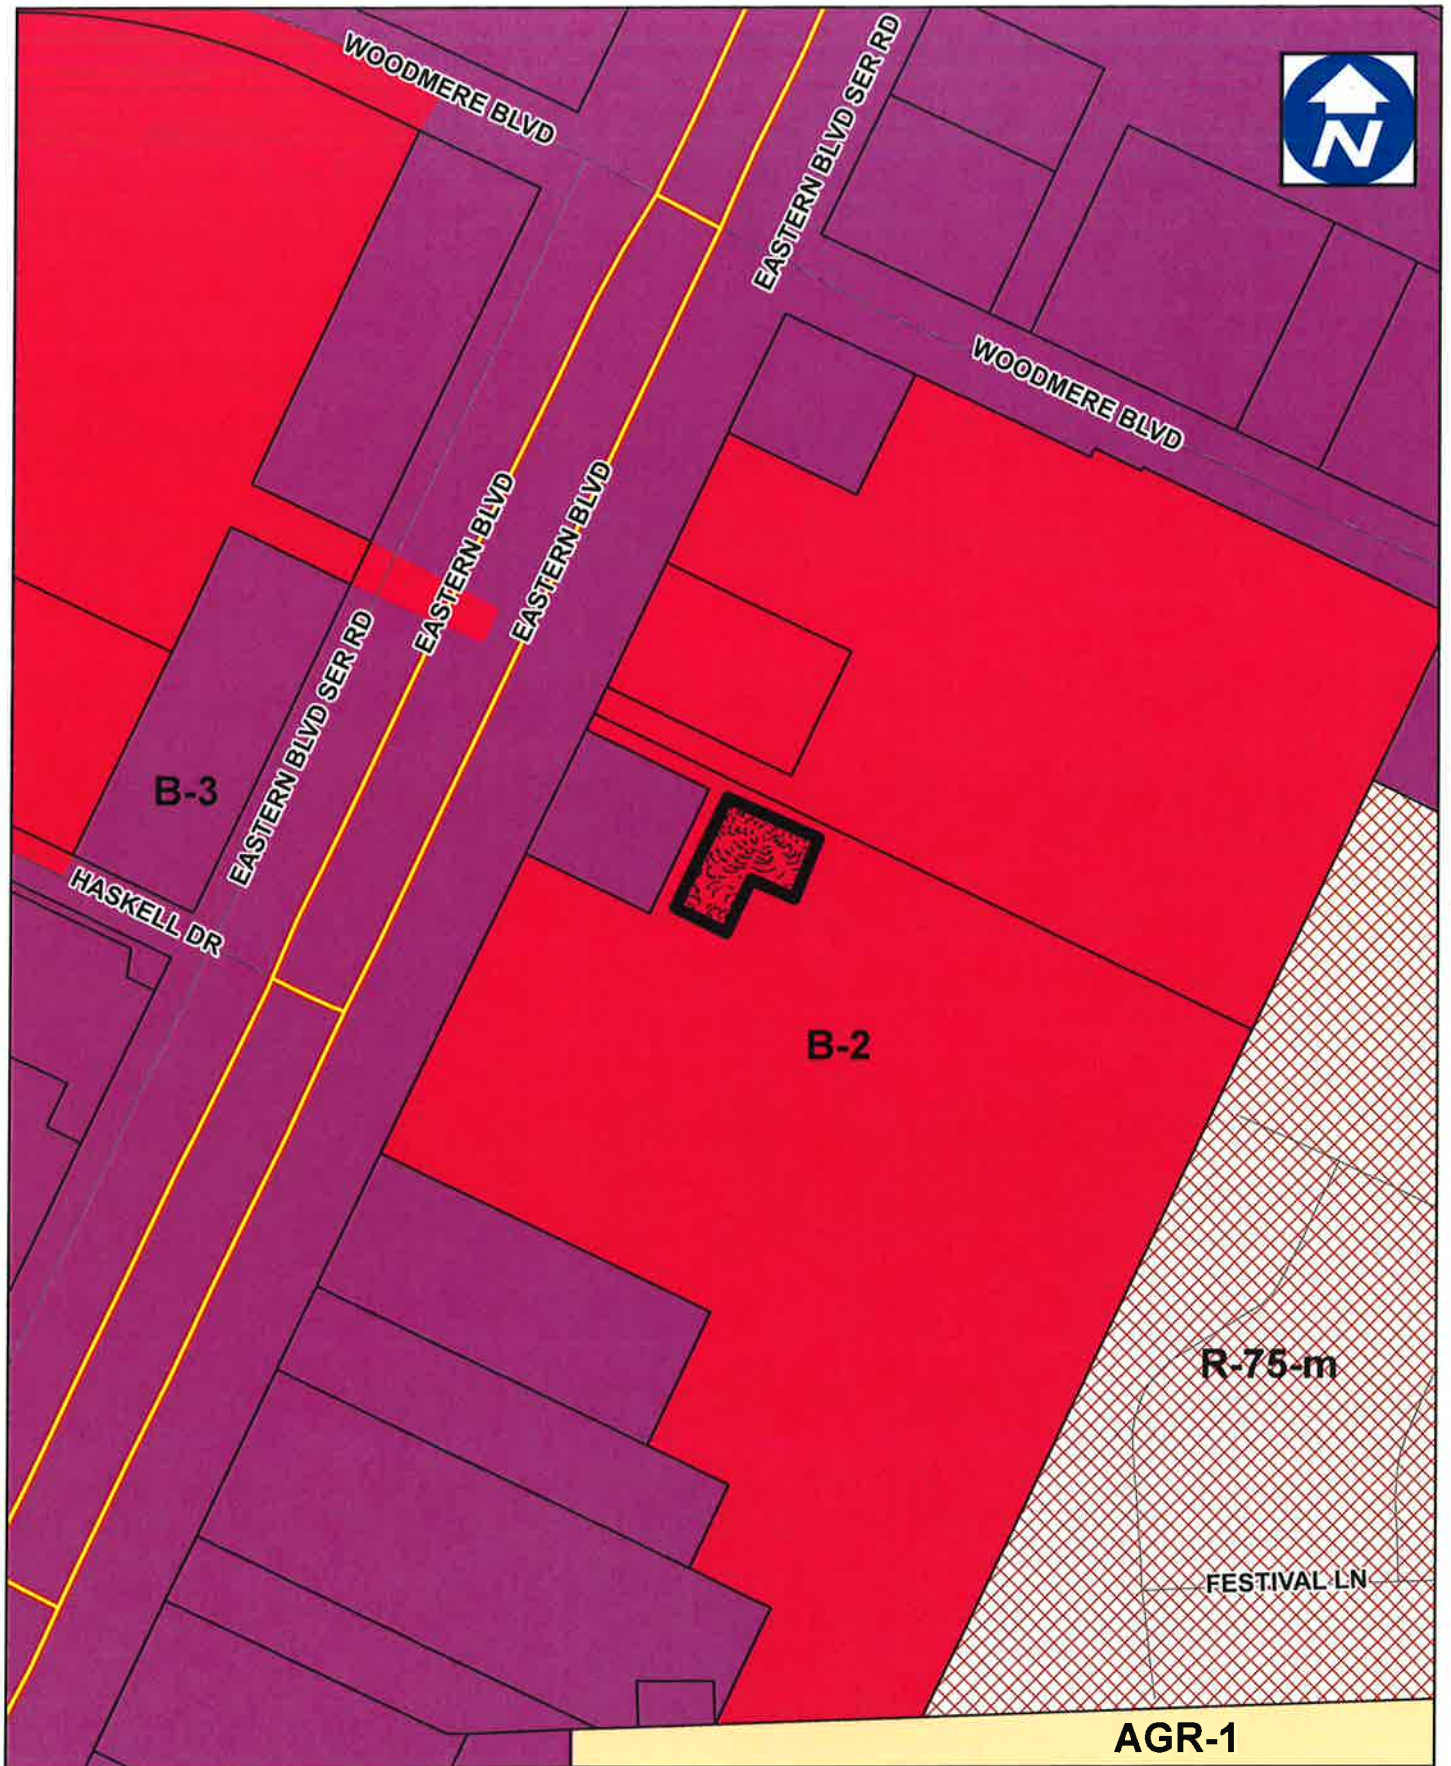 WOODMERE BLVD
EASTERN BLVD SER RD
N
WOODMERE BLVD
EASTERN BLVD
EASTERN BLVD
EASTERN BLVD SER RD
B-3
HASKELL DR
B-2
R-75-m
FESTIVAL LN
AGR-1